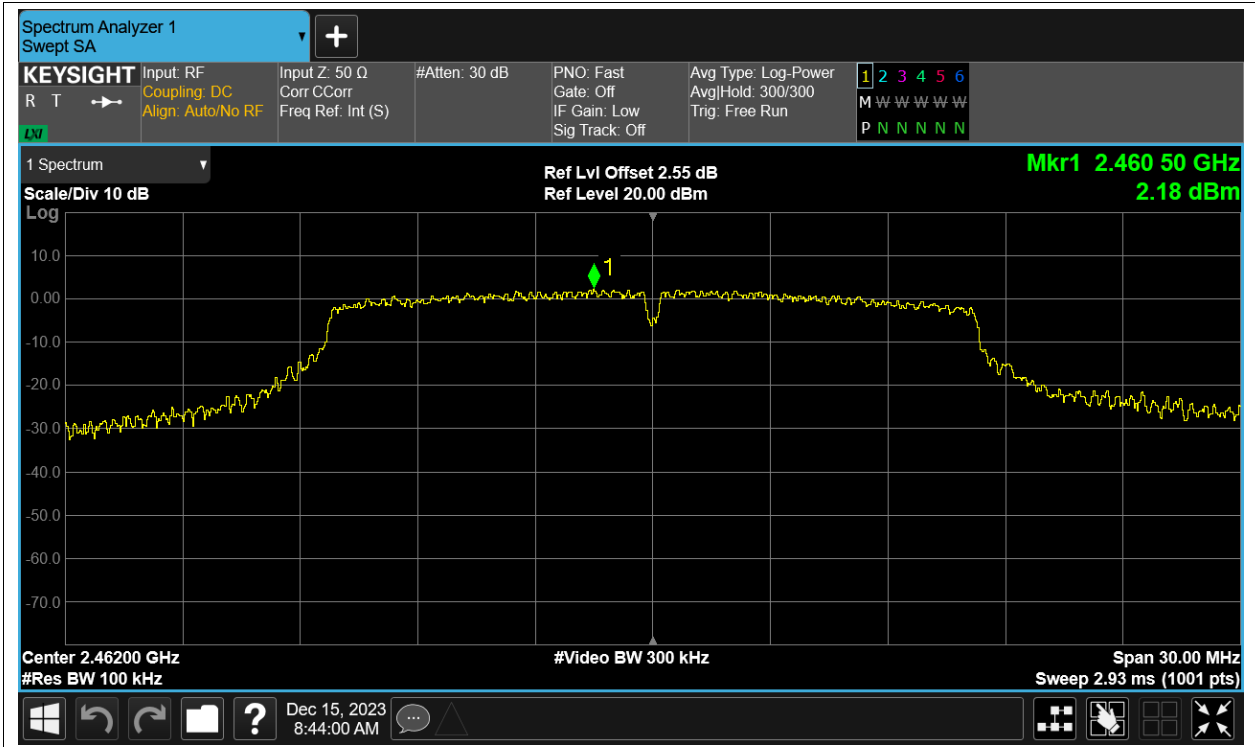 Spectrum Analyzer 1
Swept SA
KEYSIGHT
R T
LXI
Input: RF
Coupling: DC
Align: Auto/No RF
Input Z: 50 Ω
Corr CCorr
Freq Ref: Int (S)
#Atten: 30 dB
PNO: Fast
Gate: Off
IF Gain: Low
Sig Track: Off
Avg Type: Log-Power
Avg|Hold: 300/300
Trig: Free Run
1 2 3 4 5 6
M W W W W W
P N N N N N
1 Spectrum
Scale/Div 10 dB
Log
Ref Lvl Offset 2.55 dB
Ref Level 20.00 dBm
Mkr1 2.460 50 GHz
2.18 dBm
1
10.0
0.00
-10.0
-20.0
-30.0
-40.0
-50.0
-60.0
-70.0
Center 2.46200 GHz
#Res BW 100 kHz
#Video BW 300 kHz
Span 30.00 MHz
Sweep 2.93 ms (1001 pts)
?
Dec 15, 2023
8:44:00 AM